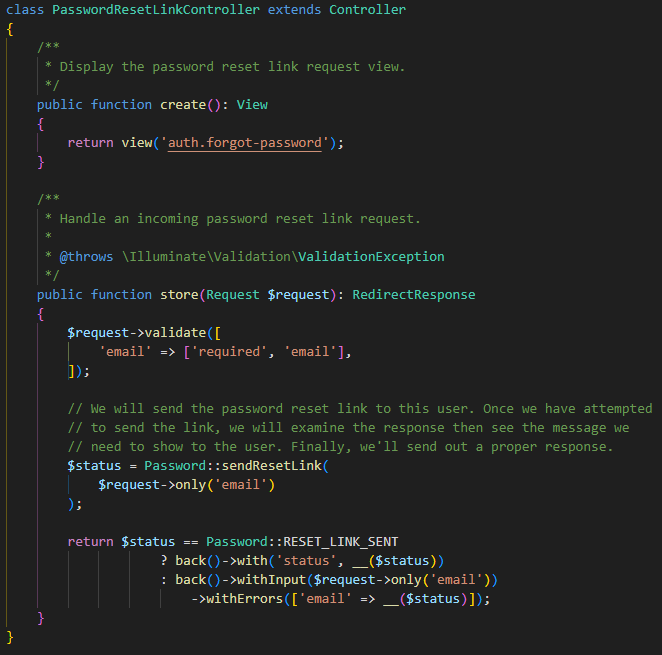 class PasswordResetLinkController extends Controller
{
    /**
     * Display the password reset link request view.
     */
    public function create(): View
    {
        return view('auth.forgot-password');
    }

    /**
     * Handle an incoming password reset link request.
     *
     * @throws \Illuminate\Validation\ValidationException
     */
    public function store(Request $request): RedirectResponse
    {
        $request->validate([
            'email' => ['required', 'email'],
        ]);

        // We will send the password reset link to this user. Once we have attempted
        // to send the link, we will examine the response then see the message we
        // need to show to the user. Finally, we'll send out a proper response.
        $status = Password::sendResetLink(
            $request->only('email')
        );

        return $status == Password::RESET_LINK_SENT
                    ? back()->with('status', __($status))
                    : back()->withInput($request->only('email'))
                        ->withErrors(['email' => __($status)]);
    }
}